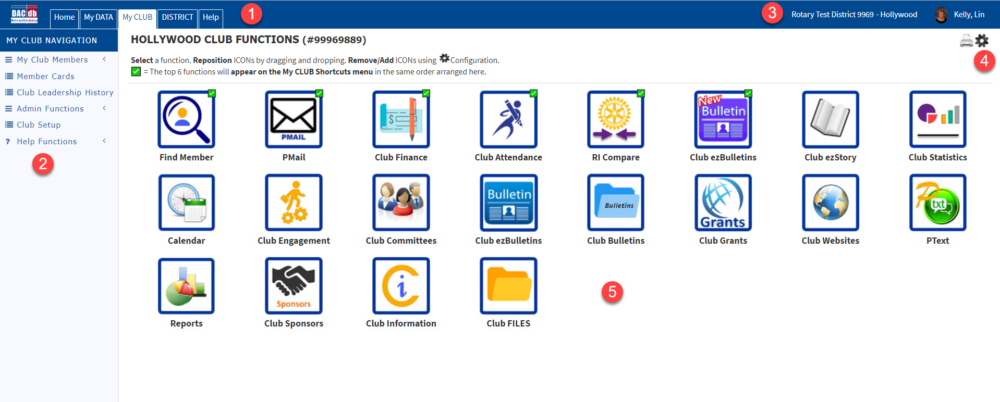 DAC db
District and Club database
Home
My DATA
My CLUB
DISTRICT
Help
1
3
Rotary Test District 9969 - Hollywood
Kelly, Lin
MY CLUB NAVIGATION
My Club Members
Member Cards
Club Leadership History
Admin Functions
Club Setup
? Help Functions
2
HOLLYWOOD CLUB FUNCTIONS (#99969889)
4
Select a function. Reposition ICONs by dragging and dropping. Remove/Add ICONs using Configuration.
= The top 6 functions will appear on the My CLUB Shortcuts menu in the same order arranged here.
Find Member
PMAIL
PMail
$
Club Finance
Club Attendance
RI Compare
New
Bulletin
Club ezBulletins
Club ezStory
Club Statistics
Calendar
Club Engagement
Club Committees
Bulletin
Club ezBulletins
Bulletins
Club Bulletins
Grants
Club Grants
Club Websites
P
txt
PText
Reports
Sponsors
Club Sponsors
C i
Club Information
Club FILES
5